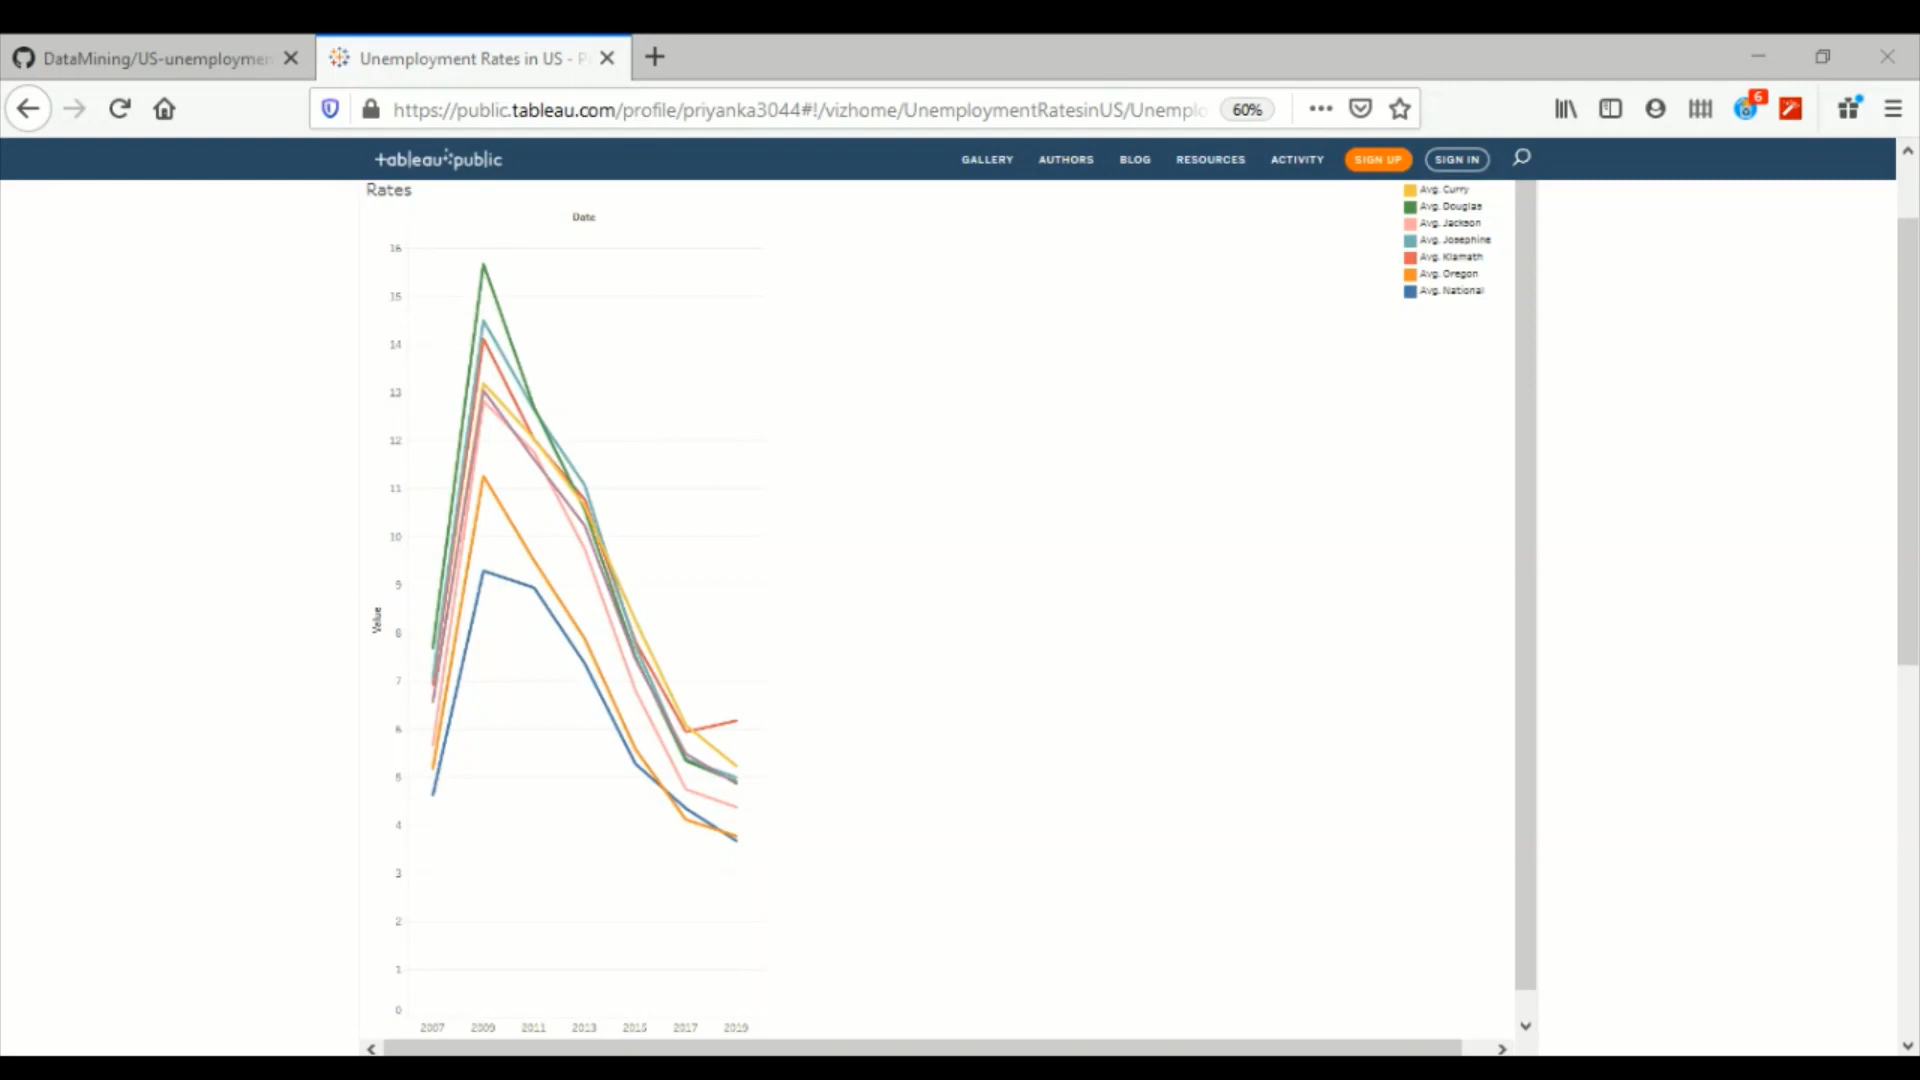 DataMining/US-unemploymen
Unemployment Rates in US - P
https://public.tableau.com/profile/priyanka3044#!/vizhome/UnemploymentRatesinUS/Unemplo
60%
6
+ableau public
GALLERY AUTHORS BLOG RESOURCES ACTIVITY SIGN UP SIGN IN
Rates
Date
Avg. Curry
Avg. Douglas
Avg. Jackson
Avg. Josephine
Avg. Klamath
Avg. Oregon
Avg. National
16
15
14
13
12
11
10
9
8
7
6
5
4
3
2
1
0
Value
2007 2009 2011 2013 2015 2017 2019